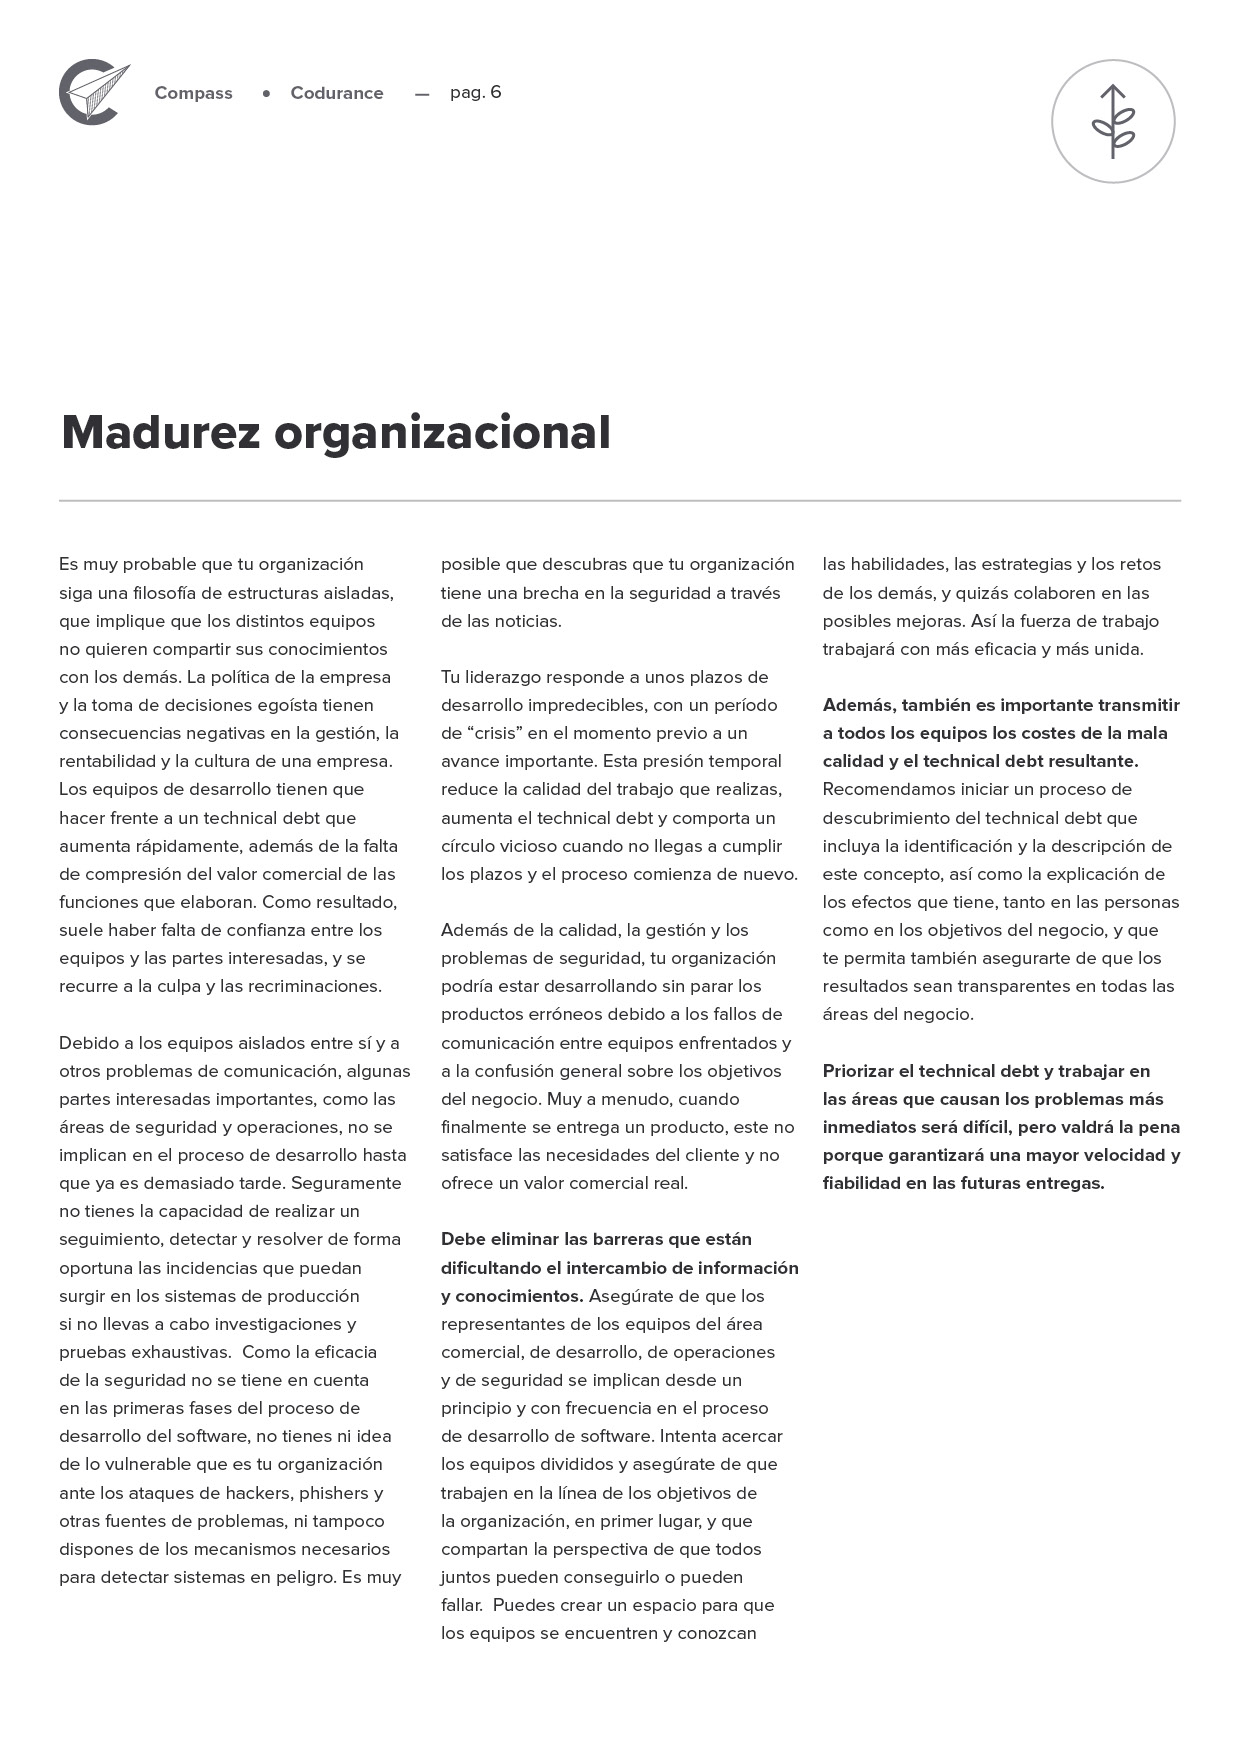 Compass • Codurance — pag. 6
Madurez organizacional
Es muy probable que tu organización
siga una filosofía de estructuras aisladas,
que implique que los distintos equipos
no quieren compartir sus conocimientos
con los demás. La política de la empresa
y la toma de decisiones egoísta tienen
consecuencias negativas en la gestión, la
rentabilidad y la cultura de una empresa.
Los equipos de desarrollo tienen que
hacer frente a un technical debt que
aumenta rápidamente, además de la falta
de compresión del valor comercial de las
funciones que elaboran. Como resultado,
suele haber falta de confianza entre los
equipos y las partes interesadas, y se
recurre a la culpa y las recriminaciones.
Debido a los equipos aislados entre sí y a
otros problemas de comunicación, algunas
partes interesadas importantes, como las
áreas de seguridad y operaciones, no se
implican en el proceso de desarrollo hasta
que ya es demasiado tarde. Seguramente
no tienes la capacidad de realizar un
seguimiento, detectar y resolver de forma
oportuna las incidencias que puedan
surgir en los sistemas de producción
si no llevas a cabo investigaciones y
pruebas exhaustivas.  Como la eficacia
de la seguridad no se tiene en cuenta
en las primeras fases del proceso de
desarrollo del software, no tienes ni idea
de lo vulnerable que es tu organización
ante los ataques de hackers, phishers y
otras fuentes de problemas, ni tampoco
dispones de los mecanismos necesarios
para detectar sistemas en peligro. Es muy
posible que descubras que tu organización
tiene una brecha en la seguridad a través
de las noticias.
Tu liderazgo responde a unos plazos de
desarrollo impredecibles, con un período
de “crisis” en el momento previo a un
avance importante. Esta presión temporal
reduce la calidad del trabajo que realizas,
aumenta el technical debt y comporta un
círculo vicioso cuando no llegas a cumplir
los plazos y el proceso comienza de nuevo.
Además de la calidad, la gestión y los
problemas de seguridad, tu organización
podría estar desarrollando sin parar los
productos erróneos debido a los fallos de
comunicación entre equipos enfrentados y
a la confusión general sobre los objetivos
del negocio. Muy a menudo, cuando
finalmente se entrega un producto, este no
satisface las necesidades del cliente y no
ofrece un valor comercial real.
Debe eliminar las barreras que están
dificultando el intercambio de información
y conocimientos. Asegúrate de que los
representantes de los equipos del área
comercial, de desarrollo, de operaciones
y de seguridad se implican desde un
principio y con frecuencia en el proceso
de desarrollo de software. Intenta acercar
los equipos divididos y asegúrate de que
trabajen en la línea de los objetivos de
la organización, en primer lugar, y que
compartan la perspectiva de que todos
juntos pueden conseguirlo o pueden
fallar.  Puedes crear un espacio para que
los equipos se encuentren y conozcan
las habilidades, las estrategias y los retos
de los demás, y quizás colaboren en las
posibles mejoras. Así la fuerza de trabajo
trabajará con más eficacia y más unida.
Además, también es importante transmitir
a todos los equipos los costes de la mala
calidad y el technical debt resultante.
Recomendamos iniciar un proceso de
descubrimiento del technical debt que
incluya la identificación y la descripción de
este concepto, así como la explicación de
los efectos que tiene, tanto en las personas
como en los objetivos del negocio, y que
te permita también asegurarte de que los
resultados sean transparentes en todas las
áreas del negocio.
Priorizar el technical debt y trabajar en
las áreas que causan los problemas más
inmediatos será difícil, pero valdrá la pena
porque garantizará una mayor velocidad y
fiabilidad en las futuras entregas.